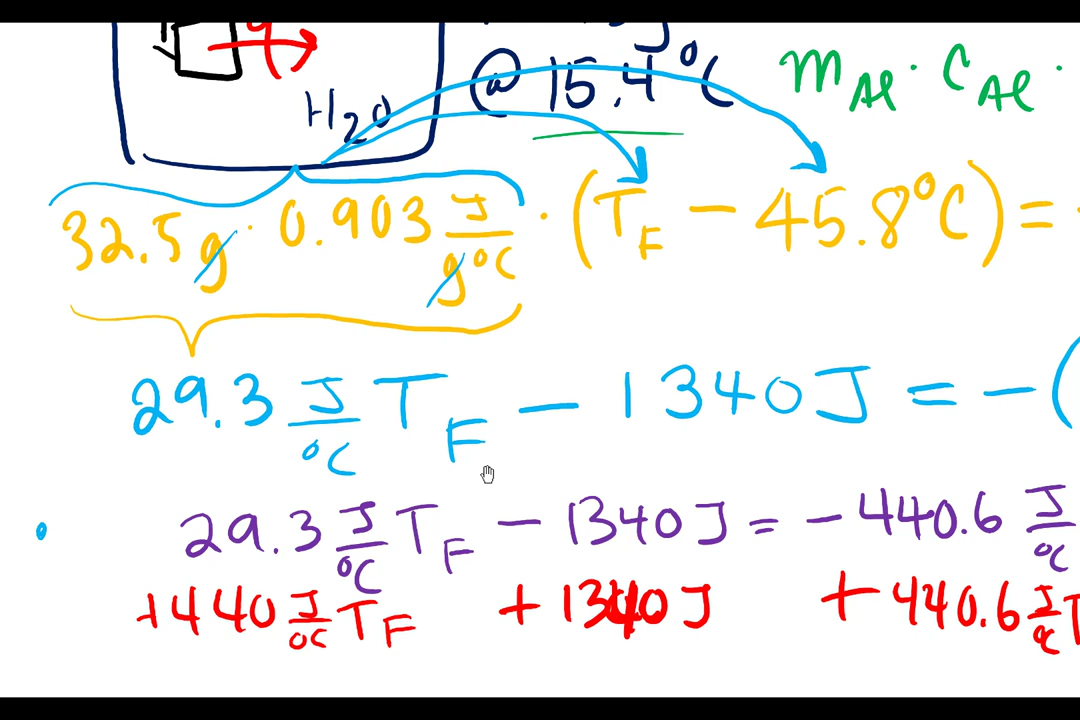 q
H2O
@ 15.4 °C
mAl · CAl ·
32.5 g · 0.903 J/g°C · (TF − 45.8°C) =
29.3 J/°C TF − 1340 J = −(
29.3 J/°C TF − 1340 J = −440.6 J/°C
+440 J/°C TF + 1340 J + 440.6 J/°C T